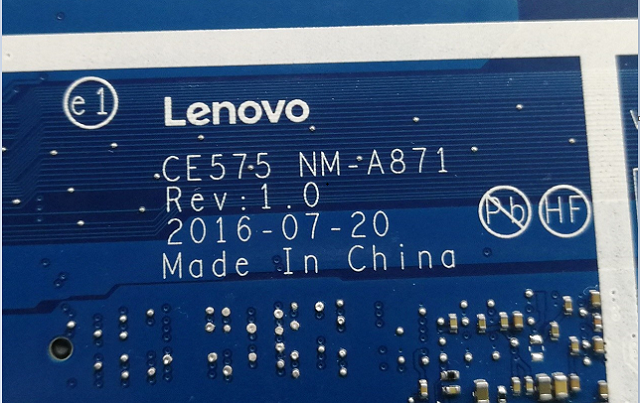 e1
Lenovo
CE575 NM-A871
Rev:1.0
2016-07-20
Made In China
Pb
HF